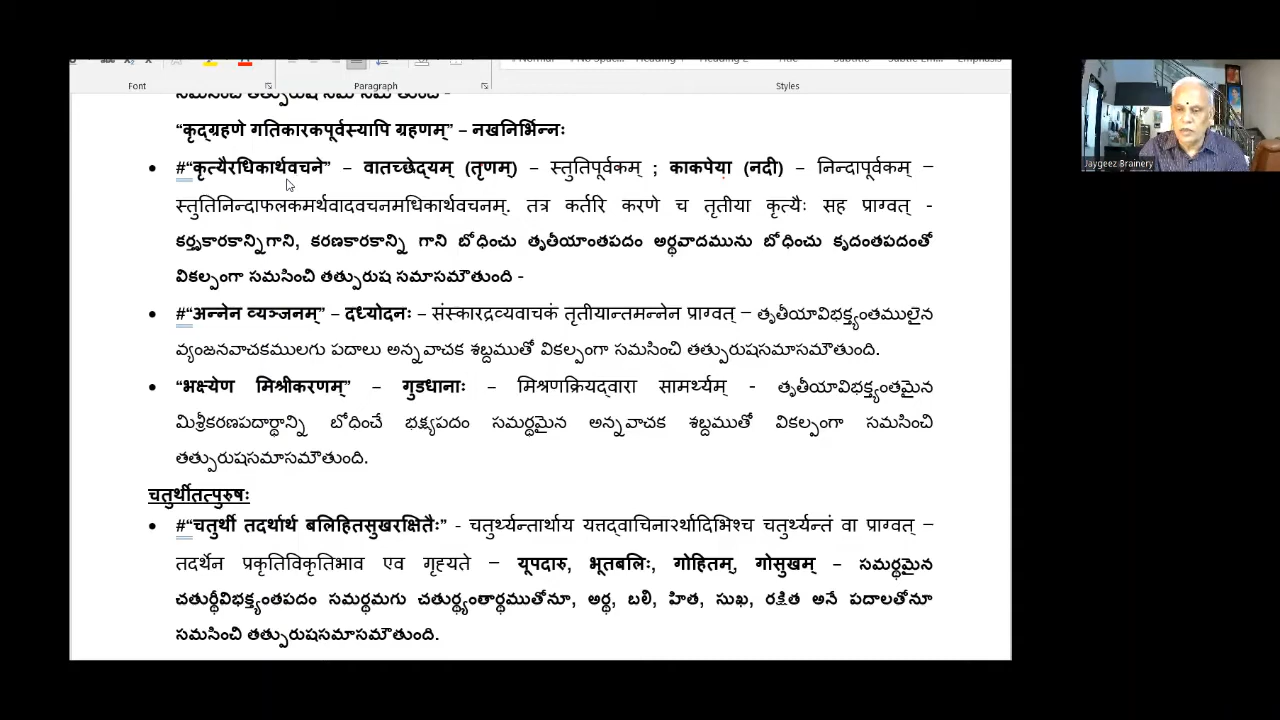 Font Paragraph Styles
“कृद्ग्रहणे गतिकारकपूर्वस्यापि ग्रहणम्” – नखनिर्भिन्नः
• #“कृत्यैरधिकार्थवचने” – वातच्छेद्यम् (तृणम्) – स्तुतिपूर्वकम् ; काकपेया (नदी) – निन्दापूर्वकम् –
स्तुतिनिन्दाफलकमर्थवादवचनमधिकार्थवचनम्. तत्र कर्तरि करणे च तृतीया कृत्यैः सह प्राग्वत् -
కర్తృకారకాన్నిగాని, కరణకారకాన్ని గాని బోధించు తృతీయాంతపదం అర్థవాదమును బోధించు కృదంతపదంతో
వికల్పంగా సమసించి తత్పురుష సమాసమౌతుంది -
• #“अन्नेन व्यञ्जनम्” – दध्योदनः – संस्कारद्रव्यवाचकं तृतीयान्तमन्नेन प्राग्वत् – తృతీయావిభక్త్యంతములైన
వ్యంజనవాచకములగు పదాలు అన్నవాచక శబ్దముతో వికల్పంగా సమసించి తత్పురుషసమాసమౌతుంది.
• “भक्ष्येण मिश्रीकरणम्” – गुडधानाः – मिश्रणक्रियद्वारा सामर्थ्यम् - తృతీయావిభక్త్యంతమైన
మిశ్రీకరణపదార్థాన్ని బోధించే భక్ష్యపదం సమర్థమైన అన్నవాచక శబ్దముతో వికల్పంగా సమసించి
తత్పురుషసమాసమౌతుంది.
चतुर्थीतत्पुरुषः
• #“चतुर्थी तदर्थार्थ बलिहितसुखरक्षितैः” - चतुर्थ्यन्तार्थाय यत्तद्वाचिनारर्थादिभिश्च चतुर्थ्यन्तं वा प्राग्वत् –
तदर्थेन प्रकृतिविकृतिभाव एव गृह्यते – यूपदारु, भूतबलिः, गोहितम्, गोसुखम् – సమర్థమైన
చతుర్థీవిభక్త్యంతపదం సమర్థమగు చతుర్థ్యంతార్థముతోనూ, అర్థ, బలి, హిత, సుఖ, రక్షిత అనే పదాలతోనూ
సమసించి తత్పురుషసమాసమౌతుంది.
Jaygeez Brainery